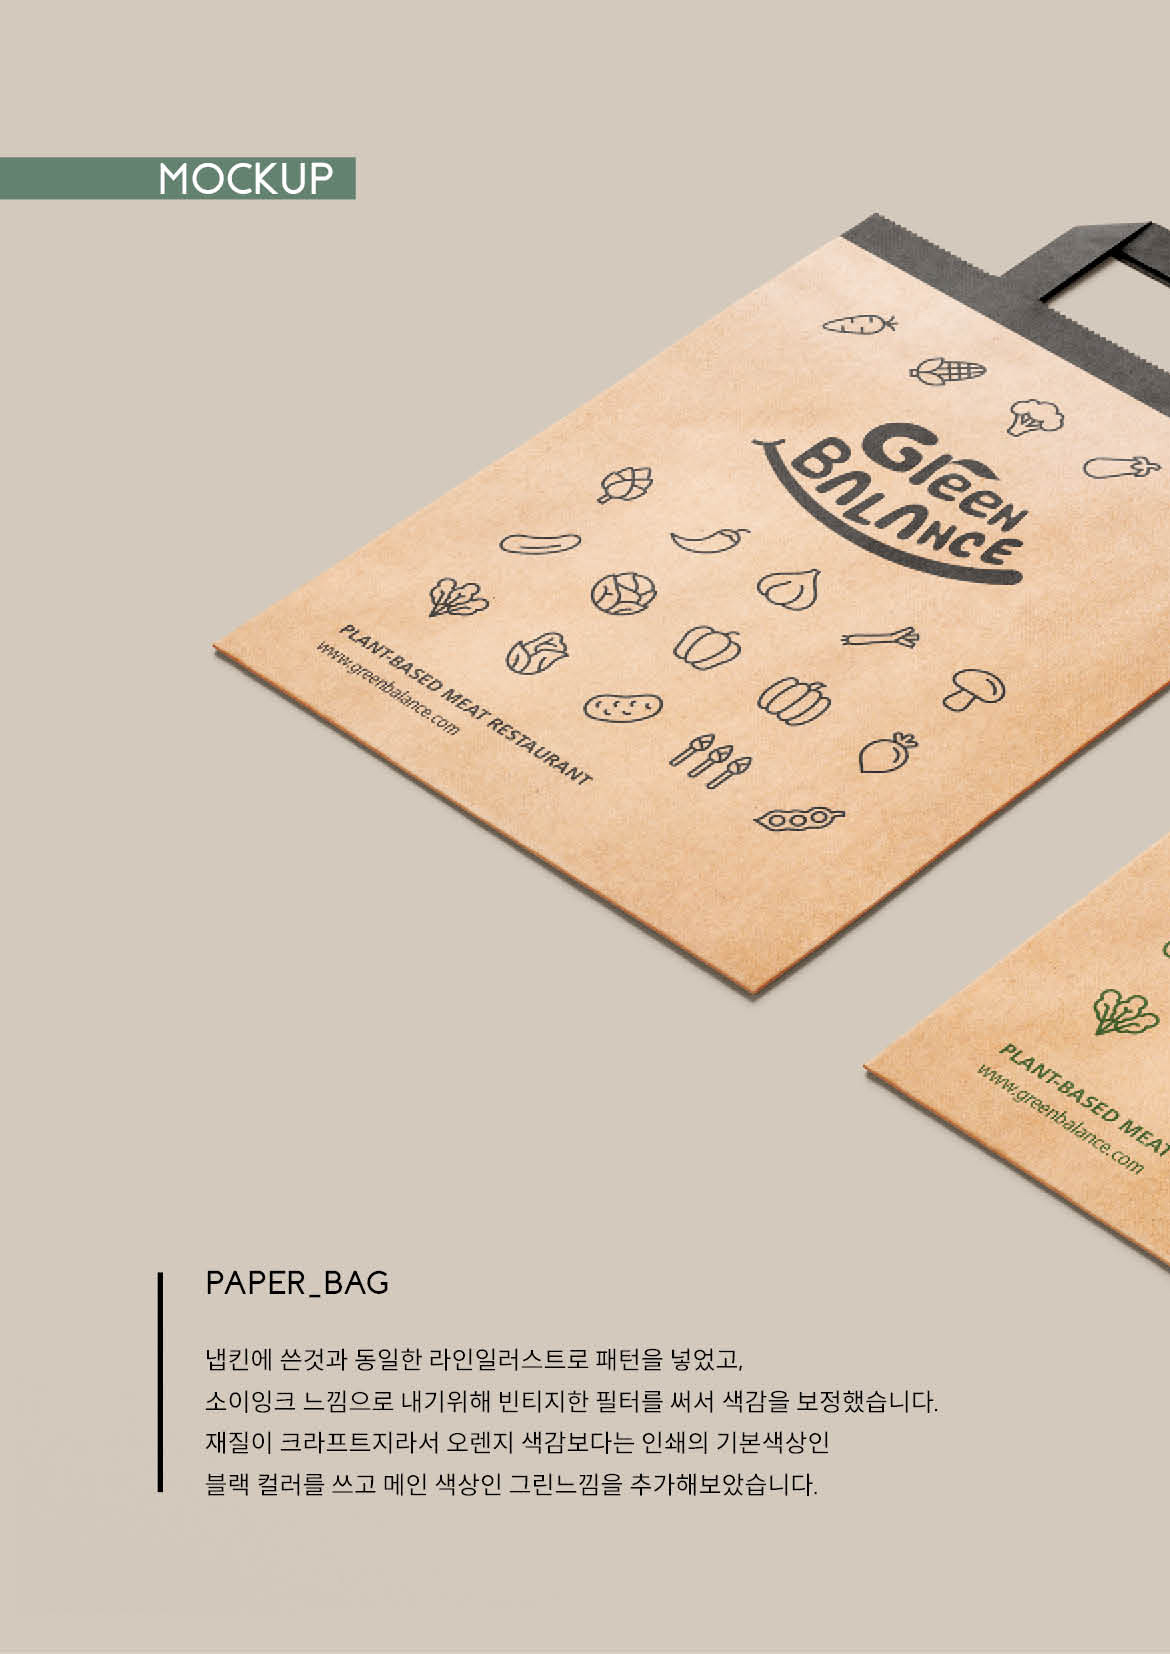 MOCKUP
Green
BALANCE
PLANT-BASED MEAT RESTAURANT
www.greenbalance.com
PLANT-BASED MEAT
www.greenbalance.com
PAPER_BAG
냅킨에 쓴것과 동일한 라인일러스트로 패턴을 넣었고,
소이잉크 느낌으로 내기위해 빈티지한 필터를 써서 색감을 보정했습니다.
재질이 크라프트지라서 오렌지 색감보다는 인쇄의 기본색상인
블랙 컬러를 쓰고 메인 색상인 그린느낌을 추가해보았습니다.